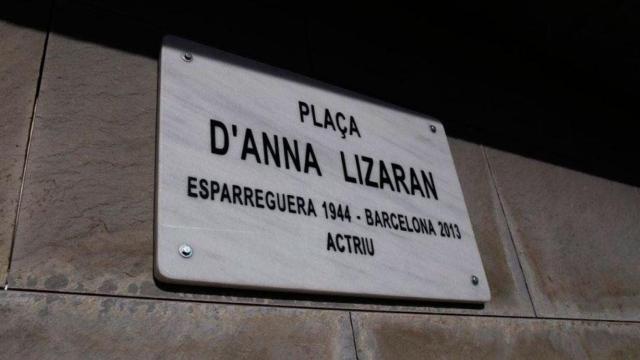 PLAÇA
D'ANNA LIZARAN
ESPARREGUERA 1944 - BARCELONA 2013
ACTRIU